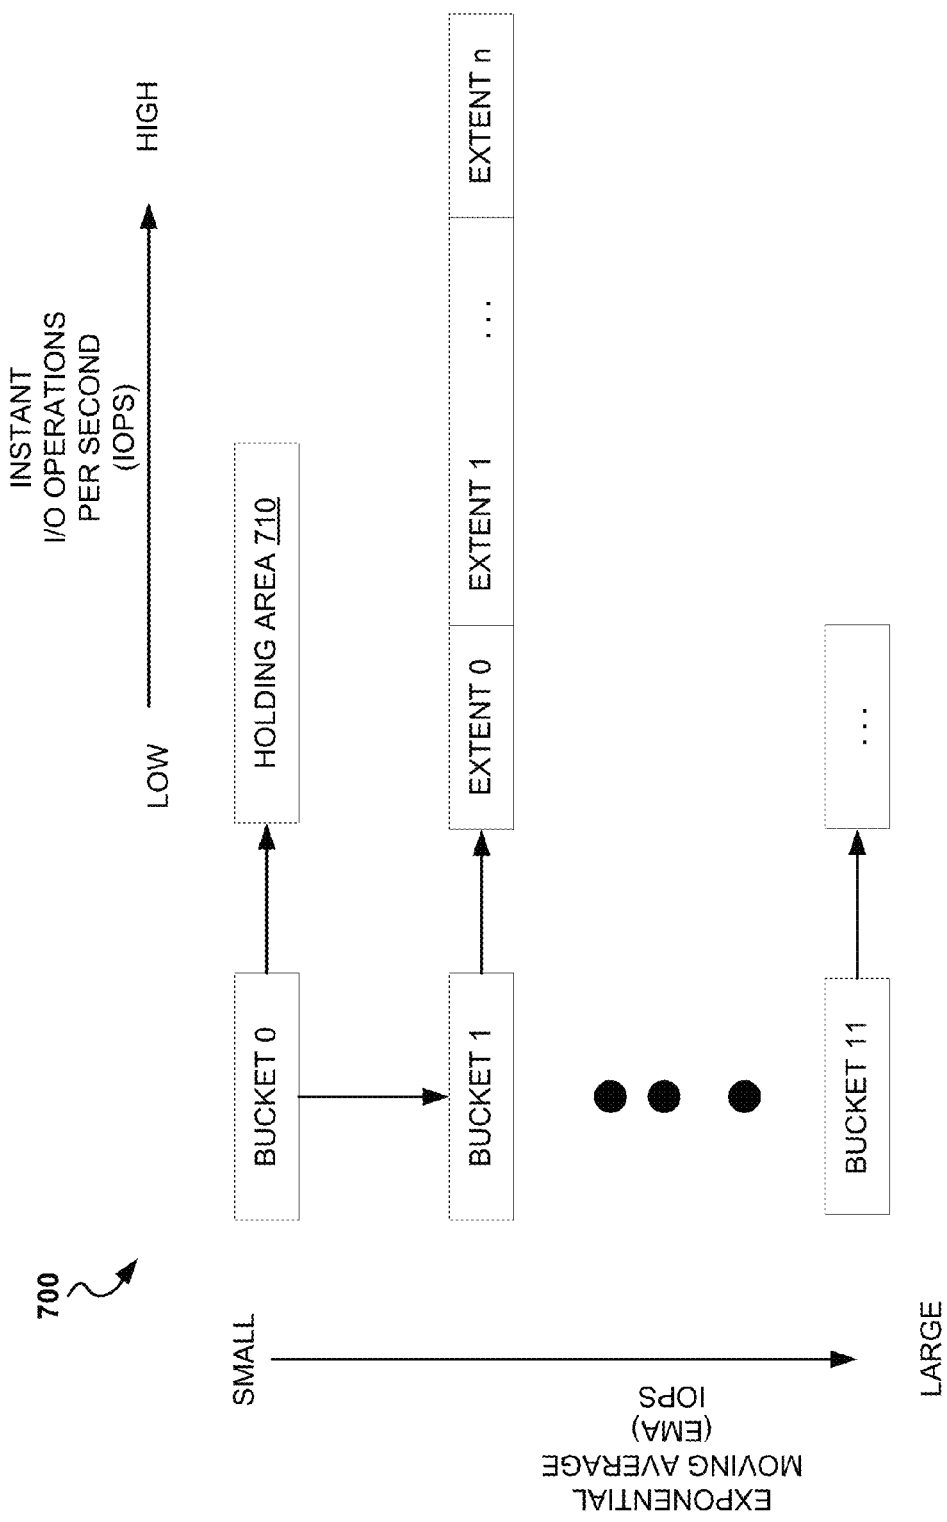 700
INSTANT
I/O OPERATIONS
PER SECOND
(IOPS)
LOW
HIGH
SMALL
BUCKET 0
HOLDING AREA 710
EXPONENTIAL
MOVING AVERAGE
(EMA)
IOPS
BUCKET 1
EXTENT 0
EXTENT 1
. . .
EXTENT n
BUCKET 11
. . .
LARGE